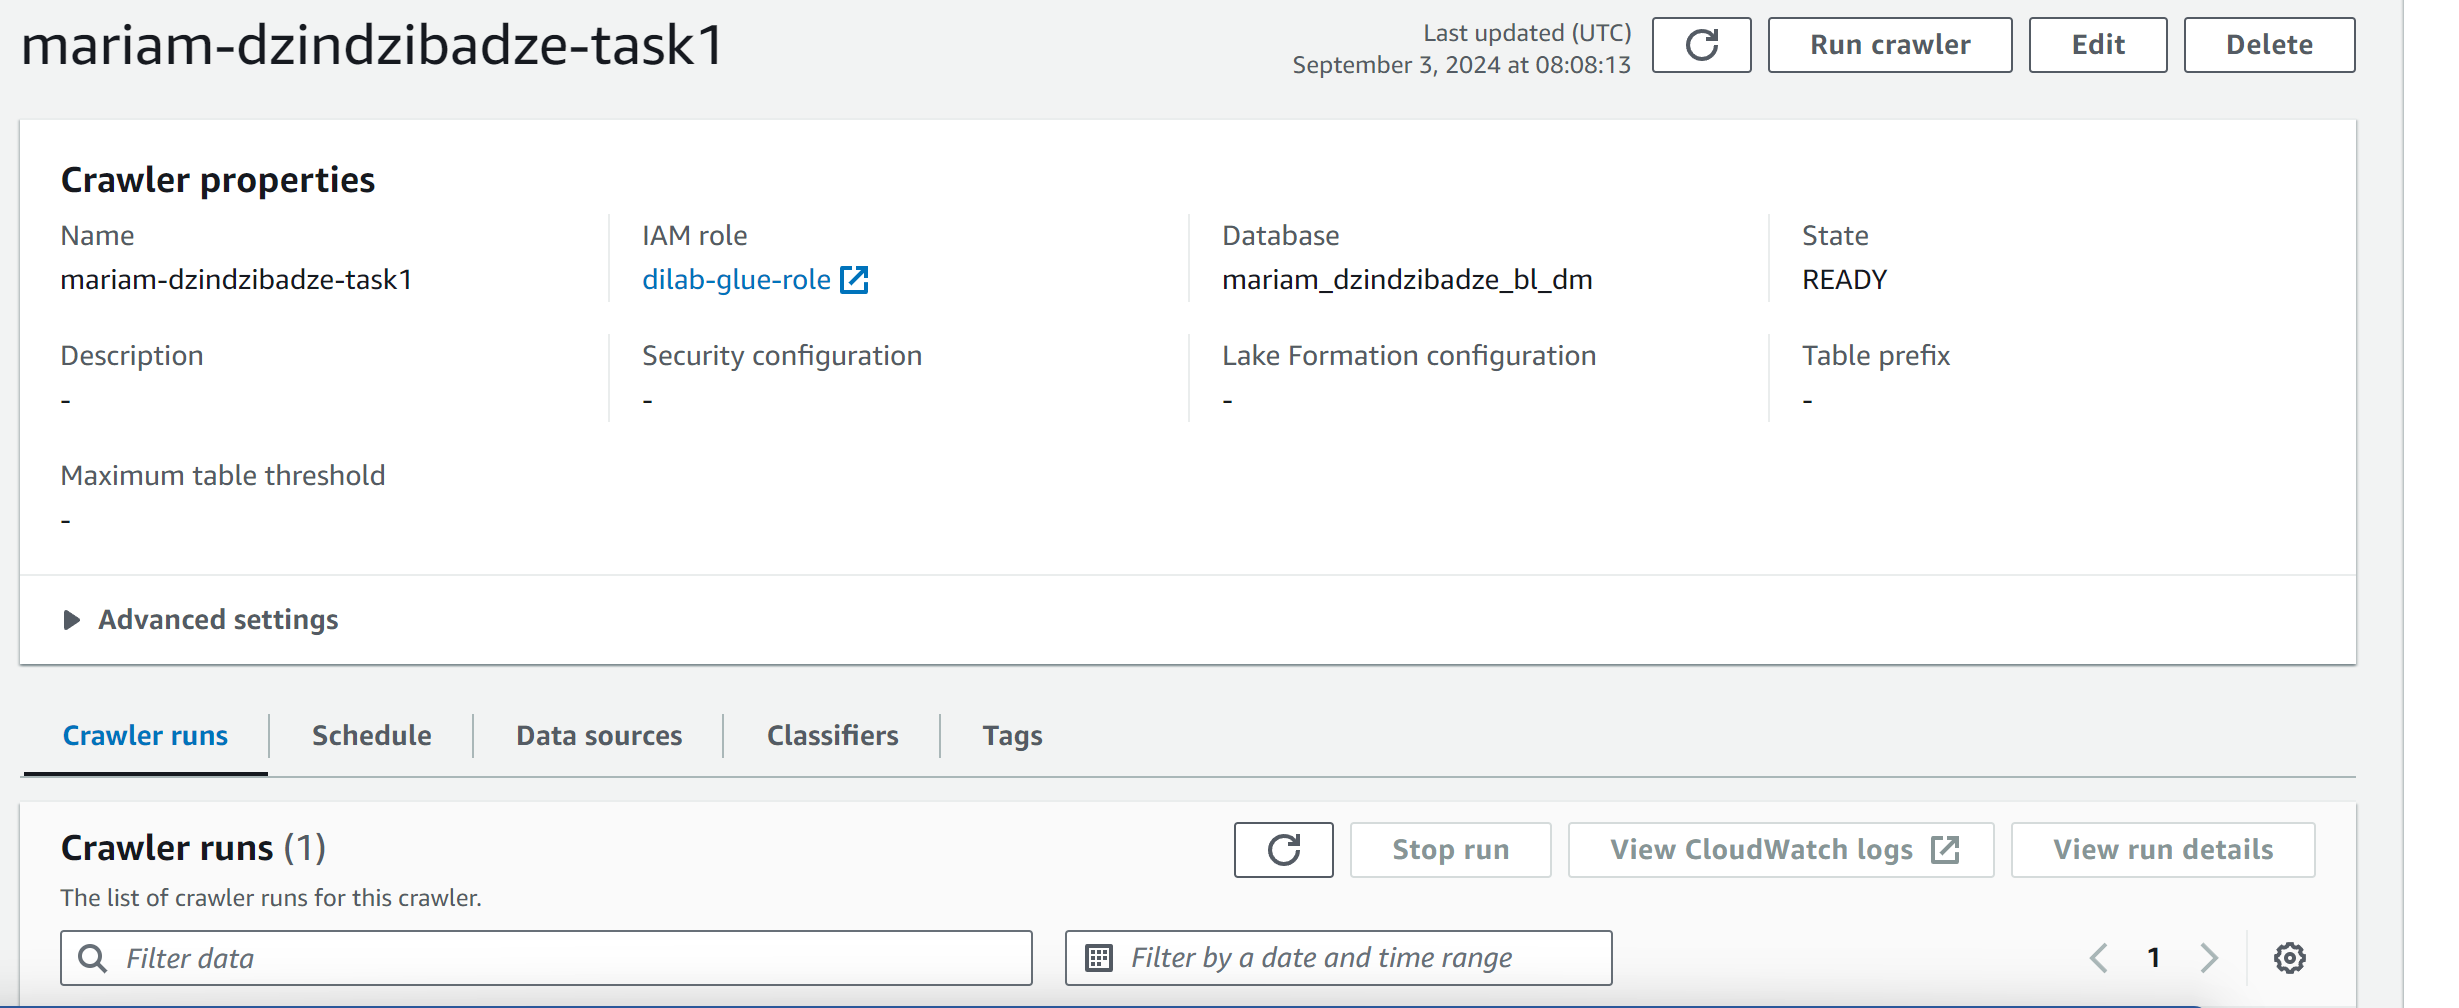 mariam-dzindzibadze-task1
Last updated (UTC)
September 3, 2024 at 08:08:13
Run crawler
Edit
Delete
Crawler properties
Name
mariam-dzindzibadze-task1
IAM role
dilab-glue-role
Database
mariam_dzindzibadze_bl_dm
State
READY
Description
-
Security configuration
-
Lake Formation configuration
-
Table prefix
-
Maximum table threshold
-
Advanced settings
Crawler runs
Schedule
Data sources
Classifiers
Tags
Crawler runs (1)
The list of crawler runs for this crawler.
Stop run
View CloudWatch logs
View run details
Filter data
Filter by a date and time range
1